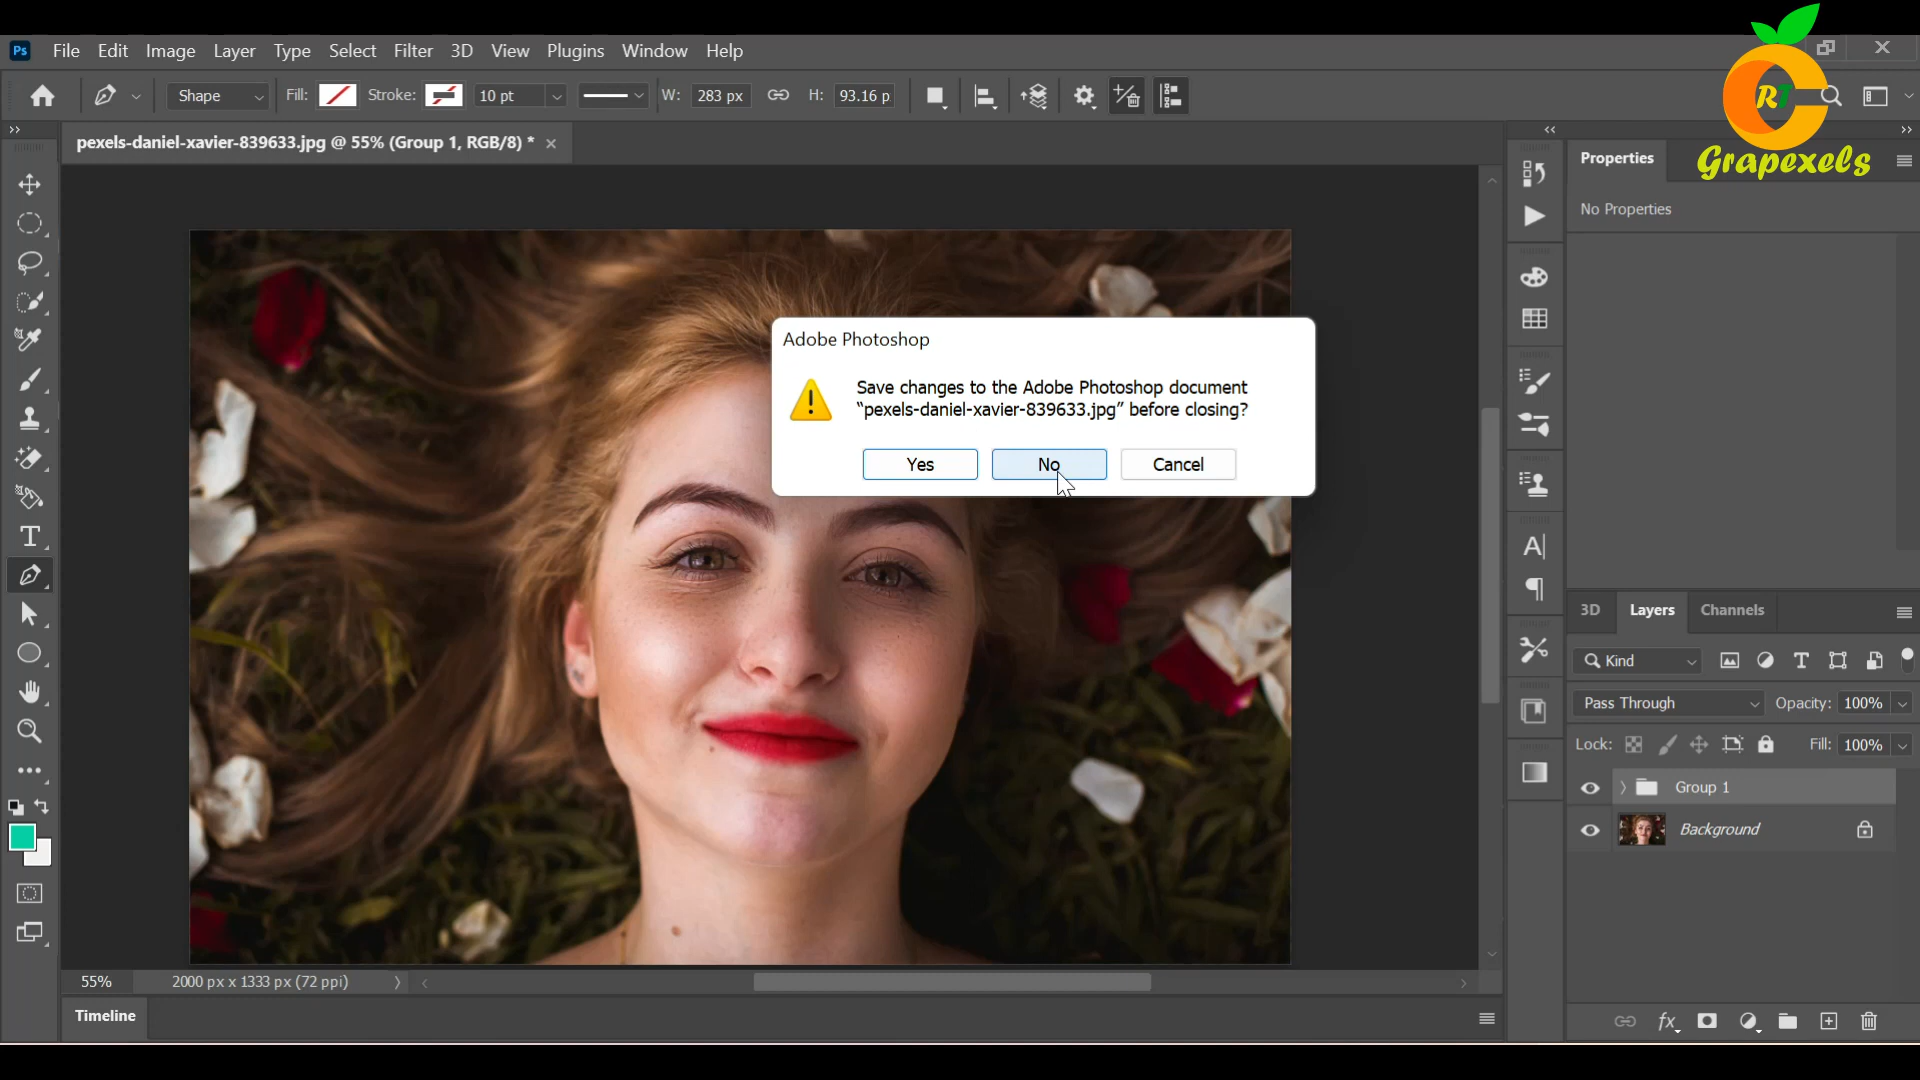 Ps File Edit Image Layer Type Select Filter 3D View Plugins Window Help
RT
Grapexels
Shape Fill: Stroke: 10 pt W: 283 px H: 93.16 p
pexels-daniel-xavier-839633.jpg @ 55% (Group 1, RGB/8) *
Properties
No Properties
Adobe Photoshop
Save changes to the Adobe Photoshop document
“pexels-daniel-xavier-839633.jpg” before closing?
Yes No Cancel
3D Layers Channels
Kind
Pass Through Opacity: 100%
Lock: Fill: 100%
Group 1
Background
55% 2000 px x 1333 px (72 ppi)
Timeline